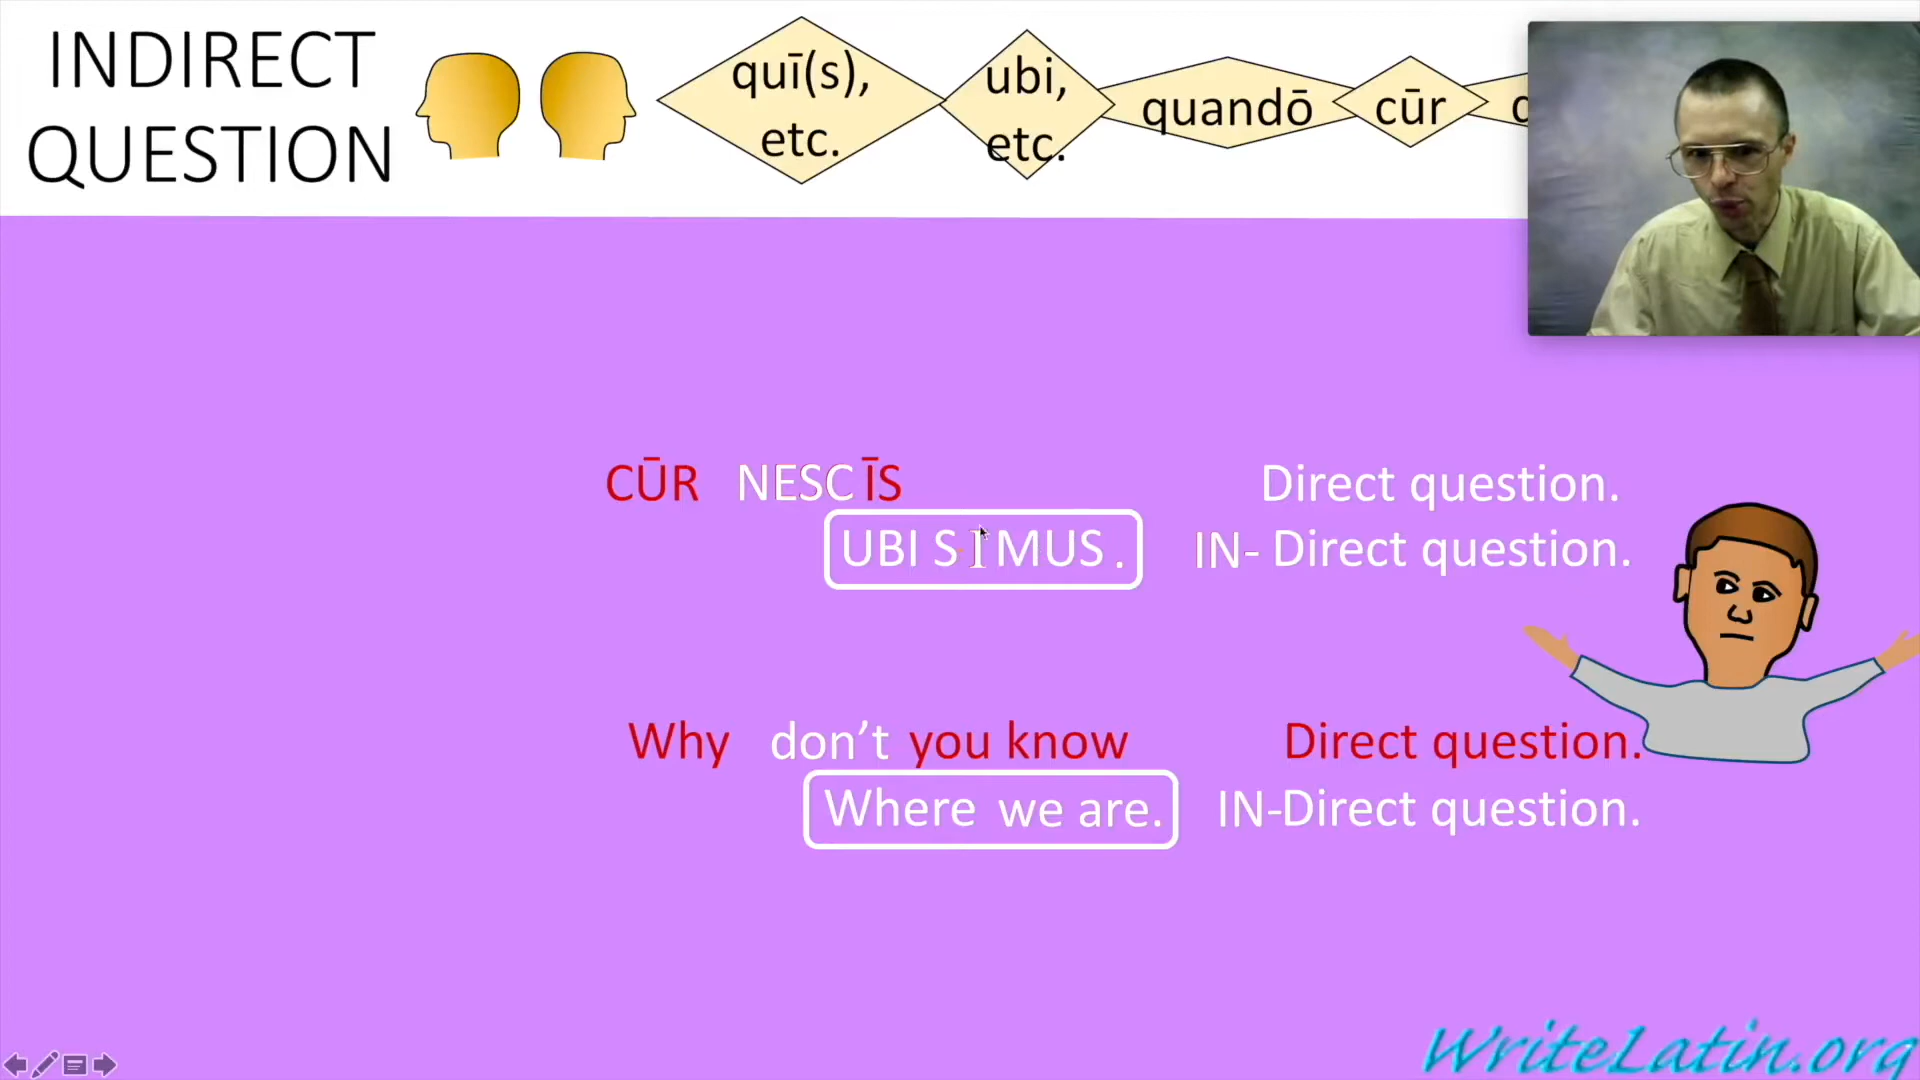 INDIRECT
QUESTION
quī(s),
etc.
ubi,
etc.
quandō
cūr
CŪR NESCĪS
Direct question.
UBI SĪMUS.
IN- Direct question.
Why don’t you know
Direct question.
Where we are.
IN-Direct question.
WriteLatin.org